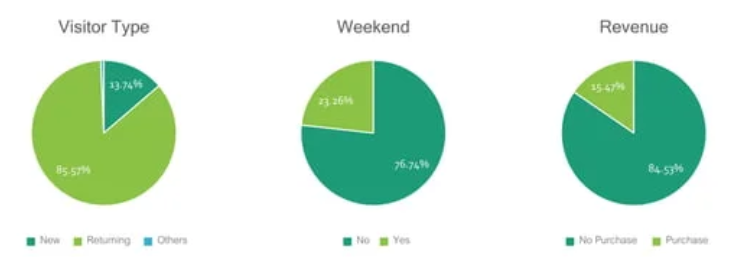 Visitor Type
13.74%
85.57%
New Returning Others
Weekend
23.26%
76.74%
No Yes
Revenue
15.47%
84.53%
No Purchase Purchase